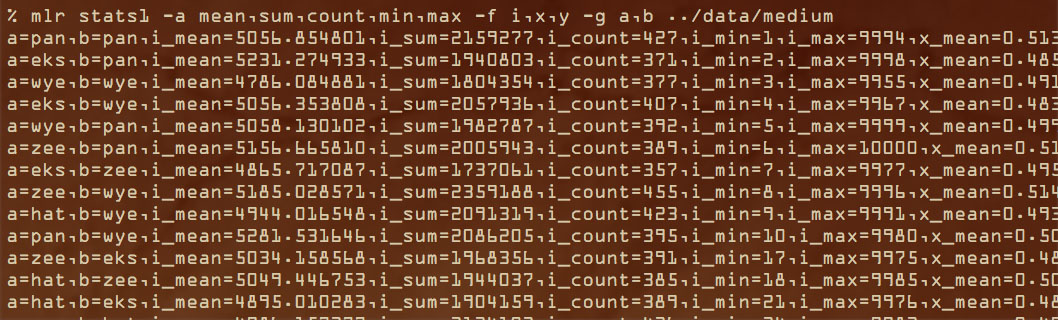 % mlr stats1 -a mean,sum,count,min,max -f i,x,y -g a,b ../data/medium
a=pan,b=pan,i_mean=5056.854801,i_sum=2159277,i_count=427,i_min=1,i_max=9994,x_mean=0.513
a=eks,b=pan,i_mean=5231.274933,i_sum=1940803,i_count=371,i_min=2,i_max=9998,x_mean=0.485
a=wye,b=wye,i_mean=4786.084881,i_sum=1804354,i_count=377,i_min=3,i_max=9955,x_mean=0.491
a=eks,b=wye,i_mean=5056.353808,i_sum=2057936,i_count=407,i_min=4,i_max=9967,x_mean=0.483
a=wye,b=pan,i_mean=5058.130102,i_sum=1982787,i_count=392,i_min=5,i_max=9999,x_mean=0.495
a=zee,b=pan,i_mean=5156.665810,i_sum=2005943,i_count=389,i_min=6,i_max=10000,x_mean=0.51
a=eks,b=zee,i_mean=4865.717087,i_sum=1737061,i_count=357,i_min=7,i_max=9977,x_mean=0.495
a=zee,b=wye,i_mean=5185.028571,i_sum=2359188,i_count=455,i_min=8,i_max=9996,x_mean=0.514
a=hat,b=wye,i_mean=4944.016548,i_sum=2091319,i_count=423,i_min=9,i_max=9991,x_mean=0.493
a=pan,b=wye,i_mean=5281.531646,i_sum=2086205,i_count=395,i_min=10,i_max=9980,x_mean=0.50
a=zee,b=eks,i_mean=5034.158568,i_sum=1968356,i_count=391,i_min=17,i_max=9975,x_mean=0.48
a=hat,b=zee,i_mean=5049.446753,i_sum=1944037,i_count=385,i_min=18,i_max=9985,x_mean=0.50
a=hat,b=eks,i_mean=4895.010283,i_sum=1904159,i_count=389,i_min=21,i_max=9976,x_mean=0.48